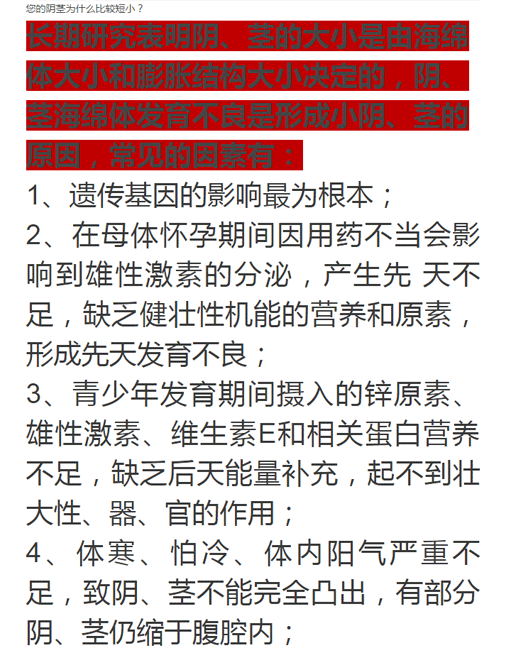 您的阴茎为什么比较短小？
长期研究表明阴、茎的大小是由海绵
体大小和膨胀结构大小决定的，阴、
茎海绵体发育不良是形成小阴、茎的
原因，常见的因素有：
1、遗传基因的影响最为根本；
2、在母体怀孕期间因用药不当会影
响到雄性激素的分泌，产生先 天不
足，缺乏健壮性机能的营养和原素，
形成先天发育不良；
3、青少年发育期间摄入的锌原素、
雄性激素、维生素E和相关蛋白营养
不足，缺乏后天能量补充，起不到壮
大性、器、官的作用；
4、体寒、怕冷、体内阳气严重不
足，致阴、茎不能完全凸出，有部分
阴、茎仍缩于腹腔内；